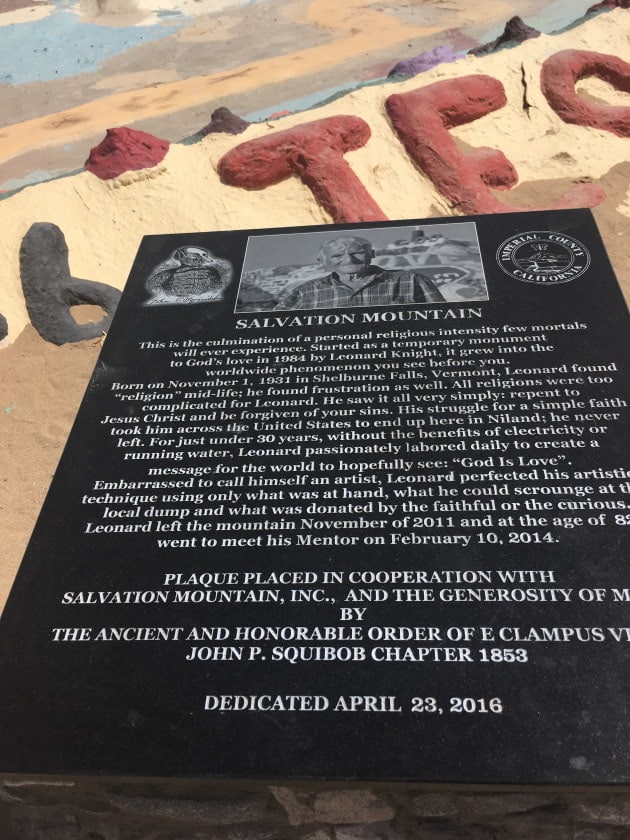 6 TE
IMPERIAL COUNTY
CALIFORNIA
SALVATION MOUNTAIN
This is the culmination of a personal religious intensity few mortals
will ever experience. Started as a temporary monument
to God's love in 1984 by Leonard Knight, it grew into the
worldwide phenomenon you see before you.
Born on November 1, 1931 in Shelburne Falls, Vermont, Leonard found
"religion" mid-life; he found frustration as well. All religions were too
complicated for Leonard. He saw it all very simply: repent to
Jesus Christ and be forgiven of your sins. His struggle for a simple faith
took him across the United States to end up here in Niland; he never
left. For just under 30 years, without the benefits of electricity or
running water, Leonard passionately labored daily to create a
message for the world to hopefully see: "God Is Love".
Embarrassed to call himself an artist, Leonard perfected his artistic
technique using only what was at hand, what he could scrounge at th
local dump and what was donated by the faithful or the curious.
Leonard left the mountain November of 2011 and at the age of 82
went to meet his Mentor on February 10, 2014.
PLAQUE PLACED IN COOPERATION WITH
SALVATION MOUNTAIN, INC., AND THE GENEROSITY OF M
BY
THE ANCIENT AND HONORABLE ORDER OF E CLAMPUS VI
JOHN P. SQUIBOB CHAPTER 1853
DEDICATED APRIL 23, 2016